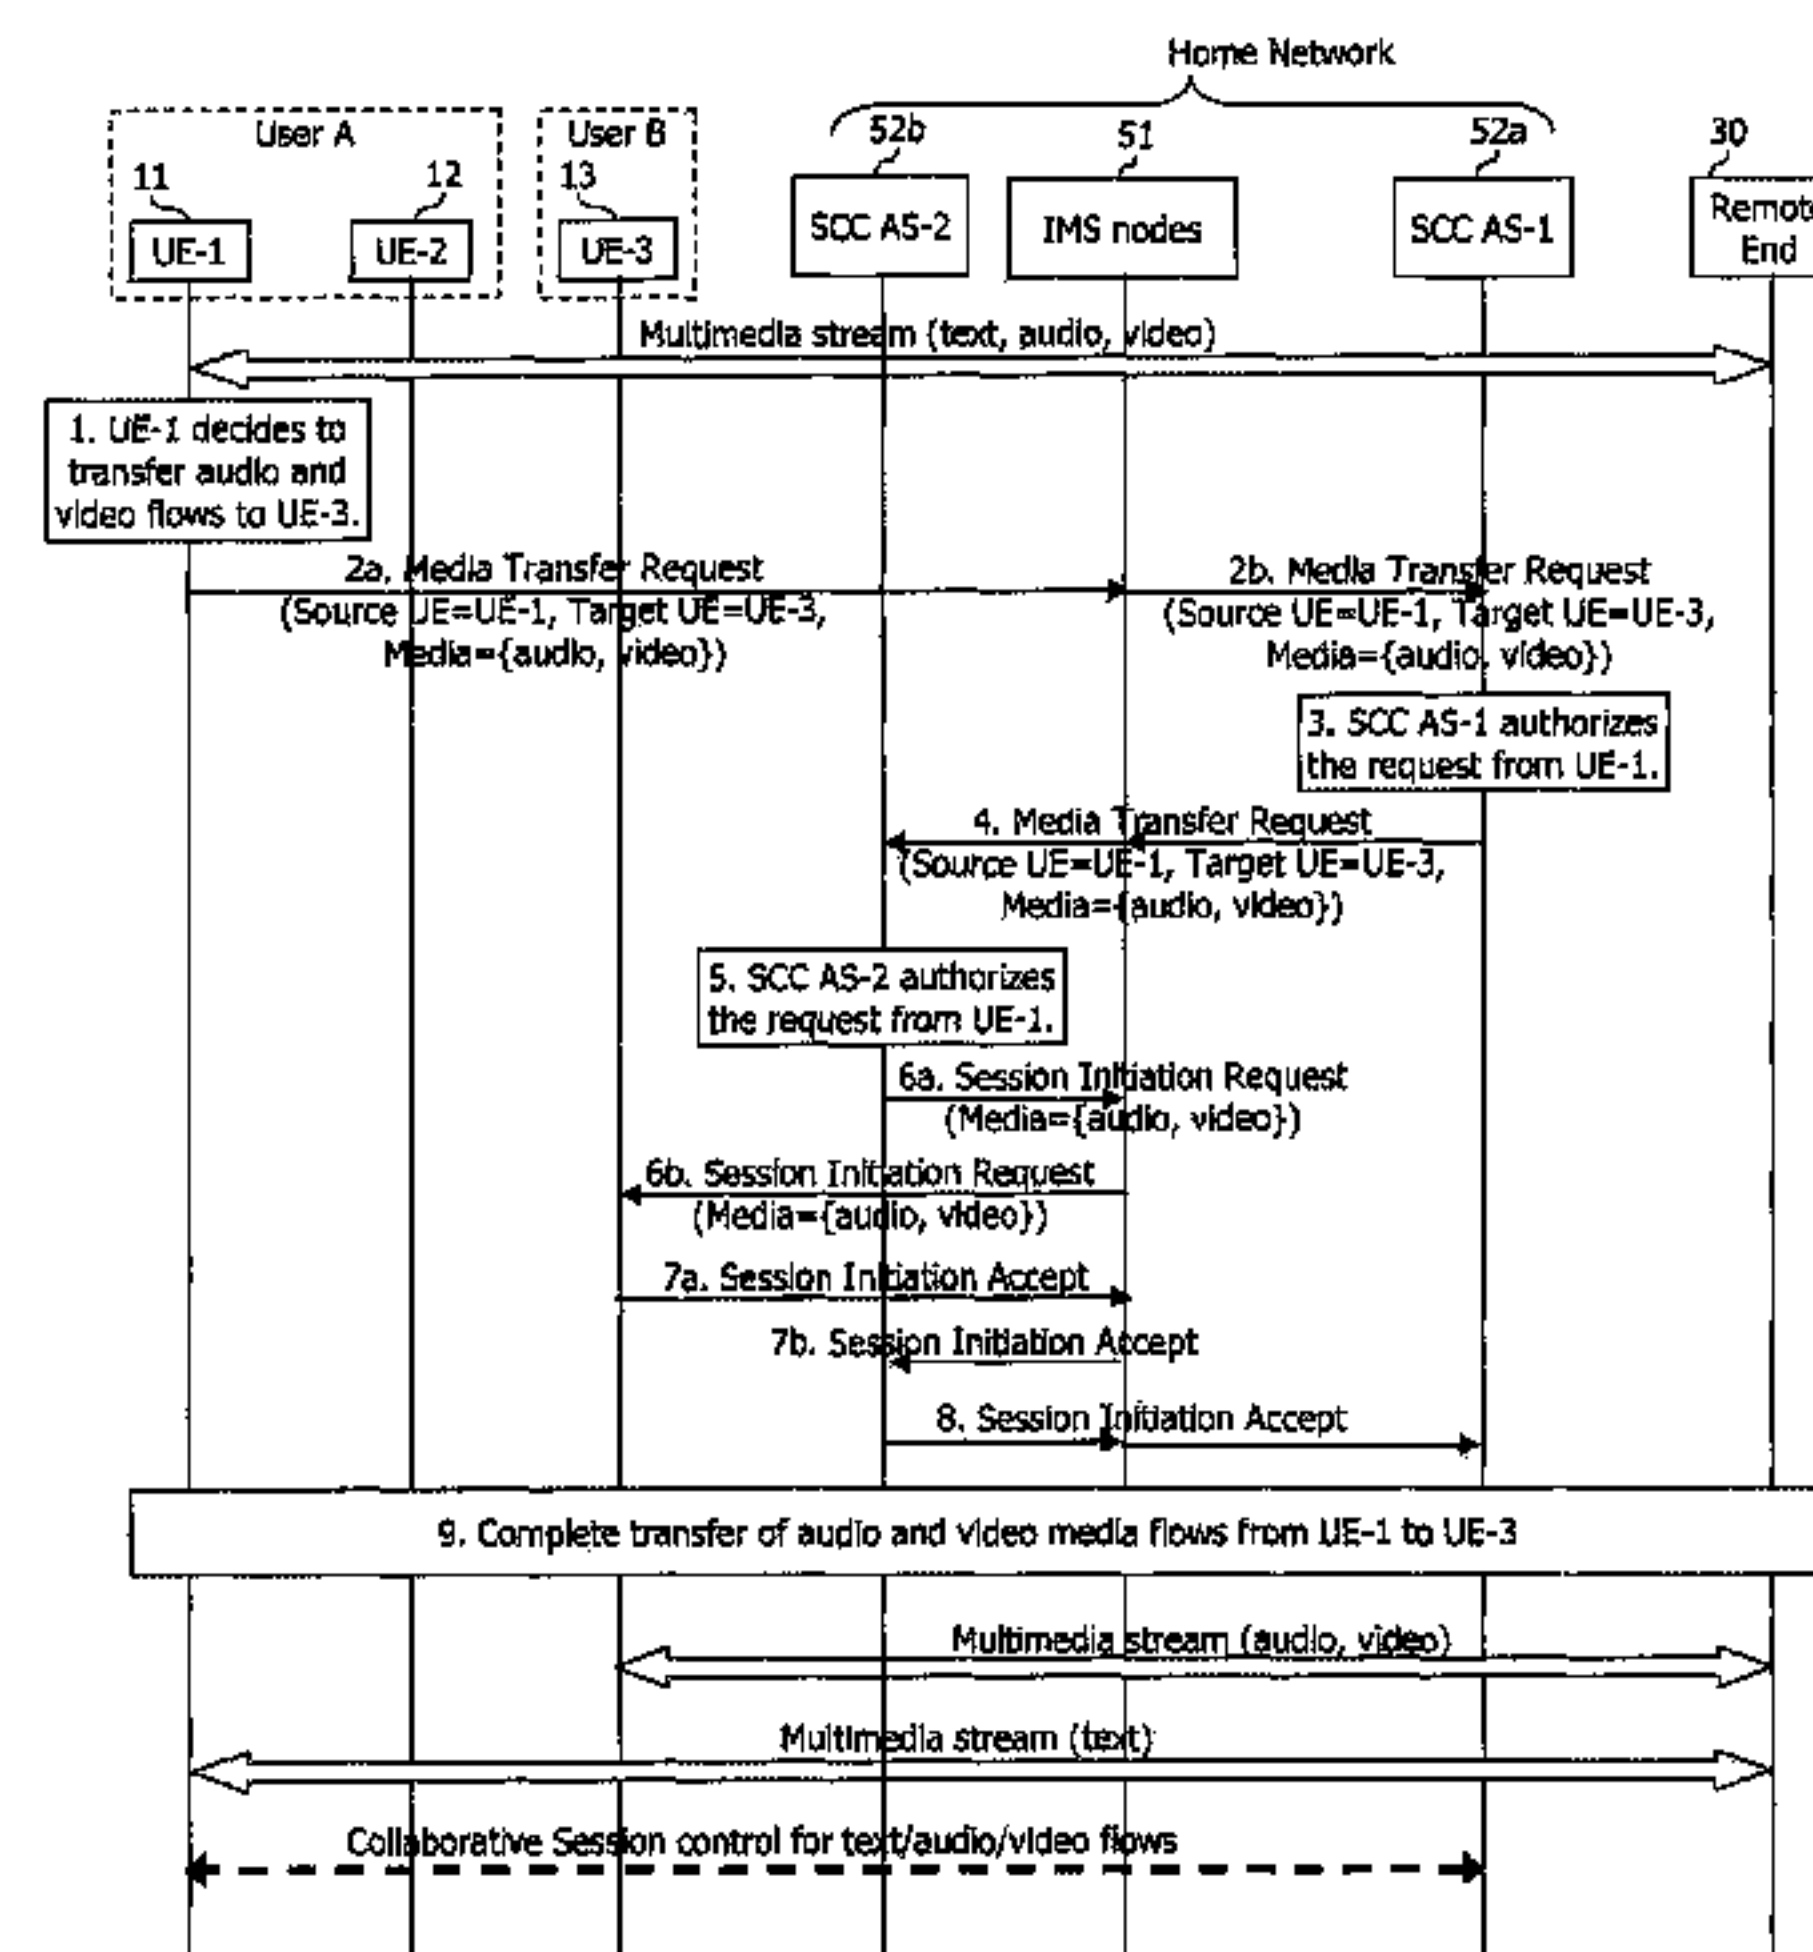 Home Network
User A
User B
52b
51
52a
30
11
12
13
UE-1
UE-2
UE-3
SCC AS-2
IMS nodes
SCC AS-1
Remote
End
Multimedia stream (text, audio, video)
1. UE-1 decides to
transfer audio and
video flows to UE-3.
2a. Media Transfer Request
(Source UE=UE-1, Target UE=UE-3,
Media={audio, video})
2b. Media Transfer Request
(Source UE=UE-1, Target UE=UE-3,
Media={audio, video})
3. SCC AS-1 authorizes
the request from UE-1.
4. Media Transfer Request
(Source UE=UE-1, Target UE=UE-3,
Media={audio, video})
5. SCC AS-2 authorizes
the request from UE-1.
6a. Session Initiation Request
(Media={audio, video})
6b. Session Initiation Request
(Media={audio, video})
7a. Session Initiation Accept
7b. Session Initiation Accept
8. Session Initiation Accept
9. Complete transfer of audio and video media flows from UE-1 to UE-3
Multimedia stream (audio, video)
Multimedia stream (text)
Collaborative Session control for text/audio/video flows